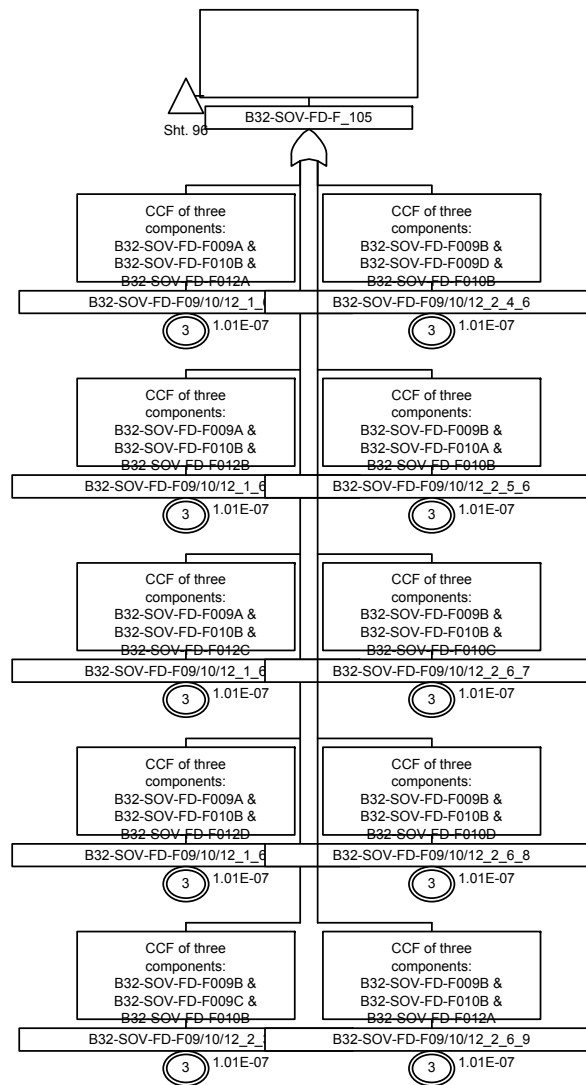 B32-SOV-FD-F_105
Sht. 96
CCF of three
components:
B32-SOV-FD-F009A &
B32-SOV-FD-F010B &
B32-SOV-FD-F012A
B32-SOV-FD-F09/10/12_1_
3
1.01E-07
CCF of three
components:
B32-SOV-FD-F009B &
B32-SOV-FD-F009D &
B32-SOV-FD-F010B
B32-SOV-FD-F09/10/12_2_4_6
3
1.01E-07
CCF of three
components:
B32-SOV-FD-F009A &
B32-SOV-FD-F010B &
B32-SOV-FD-F012B
B32-SOV-FD-F09/10/12_1_6
3
1.01E-07
CCF of three
components:
B32-SOV-FD-F009B &
B32-SOV-FD-F010A &
B32-SOV-FD-F010B
B32-SOV-FD-F09/10/12_2_5_6
3
1.01E-07
CCF of three
components:
B32-SOV-FD-F009A &
B32-SOV-FD-F010B &
B32-SOV-FD-F012C
B32-SOV-FD-F09/10/12_1_6
3
1.01E-07
CCF of three
components:
B32-SOV-FD-F009B &
B32-SOV-FD-F010B &
B32-SOV-FD-F010C
B32-SOV-FD-F09/10/12_2_6_7
3
1.01E-07
CCF of three
components:
B32-SOV-FD-F009A &
B32-SOV-FD-F010B &
B32-SOV-FD-F012D
B32-SOV-FD-F09/10/12_1_6
3
1.01E-07
CCF of three
components:
B32-SOV-FD-F009B &
B32-SOV-FD-F010B &
B32-SOV-FD-F010D
B32-SOV-FD-F09/10/12_2_6_8
3
1.01E-07
CCF of three
components:
B32-SOV-FD-F009B &
B32-SOV-FD-F009C &
B32-SOV-FD-F010B
B32-SOV-FD-F09/10/12_2_
3
1.01E-07
CCF of three
components:
B32-SOV-FD-F009B &
B32-SOV-FD-F010B &
B32-SOV-FD-F012A
B32-SOV-FD-F09/10/12_2_6_9
3
1.01E-07